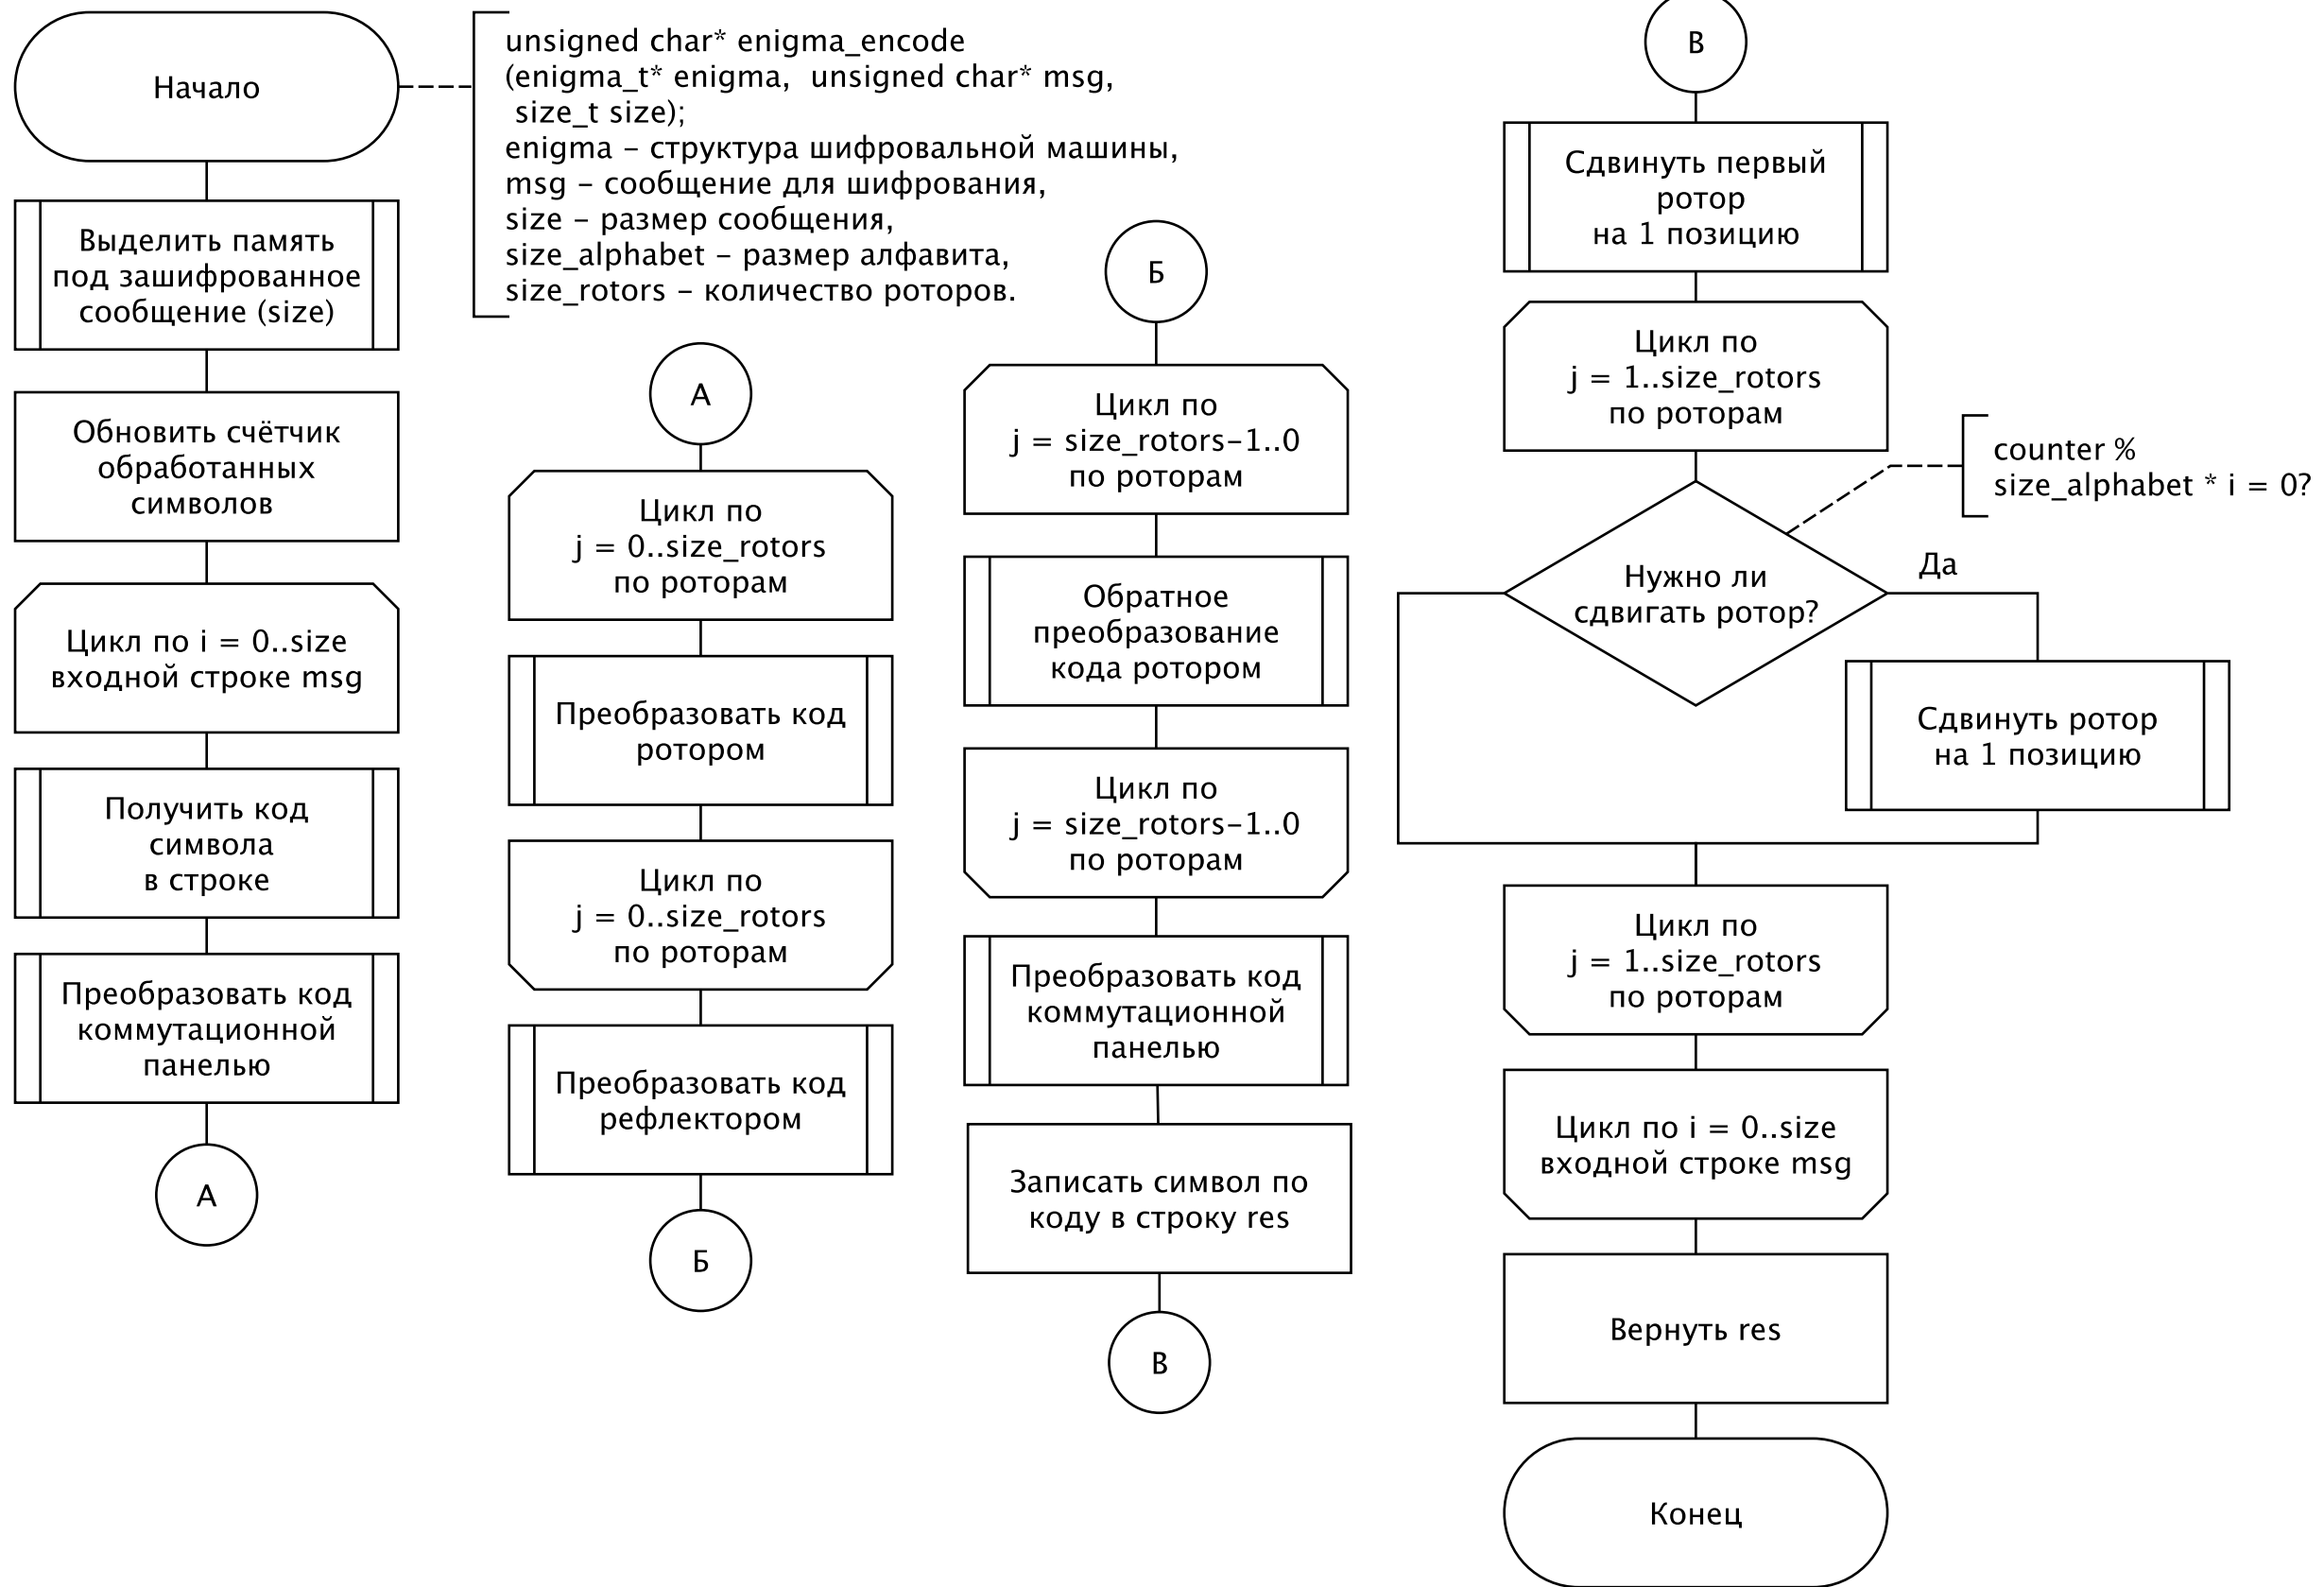 Начало
unsigned char* enigma_encode
(enigma_t* enigma,  unsigned char* msg,
size_t size);
enigma – структура шифровальной машины,
msg – сообщение для шифрования,
size – размер сообщения,
size_alphabet – размер алфавита,
size_rotors – количество роторов.
Выделить память
под зашифрованное
сообщение (size)
Обновить счётчик
обработанных
символов
Цикл по i = 0..size
входной строке msg
Получить код
символа
в строке
Преобразовать код
коммутационной
панелью
А
А
Цикл по
j = 0..size_rotors
по роторам
Преобразовать код
ротором
Цикл по
j = 0..size_rotors
по роторам
Преобразовать код
рефлектором
Б
Б
Цикл по
j = size_rotors–1..0
по роторам
Обратное
преобразование
кода ротором
Цикл по
j = size_rotors–1..0
по роторам
Преобразовать код
коммутационной
панелью
Записать символ по
коду в строку res
В
В
Сдвинуть первый
ротор
на 1 позицию
Цикл по
j = 1..size_rotors
по роторам
counter %
size_alphabet * i = 0?
Нужно ли
сдвигать ротор?
Да
Сдвинуть ротор
на 1 позицию
Цикл по
j = 1..size_rotors
по роторам
Цикл по i = 0..size
входной строке msg
Вернуть res
Конец